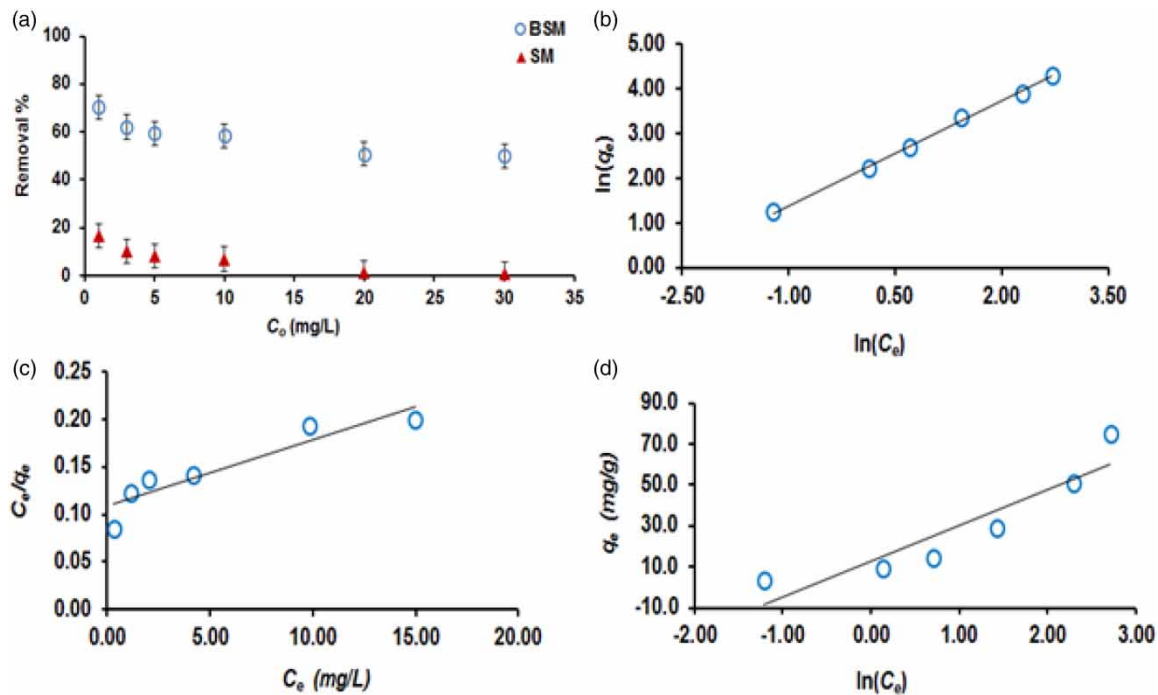 (a)
BSM
SM
100
80
60
40
20
0
Removal %
0 5 10 15 20 25 30 35
Co (mg/L)
(b)
5.00
4.00
3.00
2.00
1.00
0.00
ln(qe)
-2.50 -1.00 0.50 2.00 3.50
ln(Ce)
(c)
0.25
0.20
0.15
0.10
0.05
0.00
Ce/qe
0.00 5.00 10.00 15.00 20.00
Ce (mg/L)
(d)
90.0
70.0
50.0
30.0
10.0
-10.0
qe (mg/g)
-2.00 -1.00 0.00 1.00 2.00 3.00
ln(Ce)